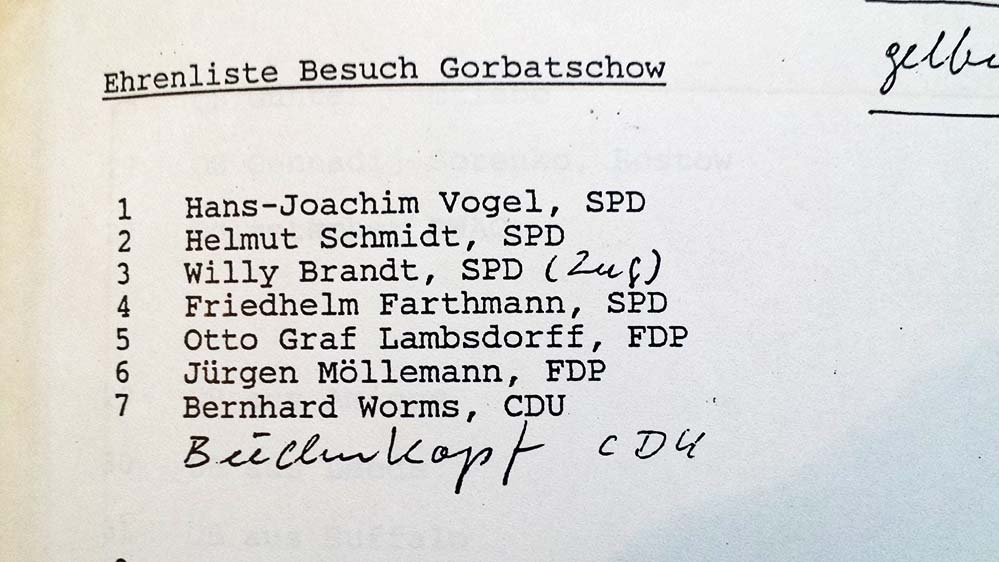 Ehrenliste Besuch Gorbatschow
1 Hans-Joachim Vogel, SPD
2 Helmut Schmidt, SPD
3 Willy Brandt, SPD (Zug)
4 Friedhelm Farthmann, SPD
5 Otto Graf Lambsdorff, FDP
6 Jürgen Möllemann, FDP
7 Bernhard Worms, CDU
CDU